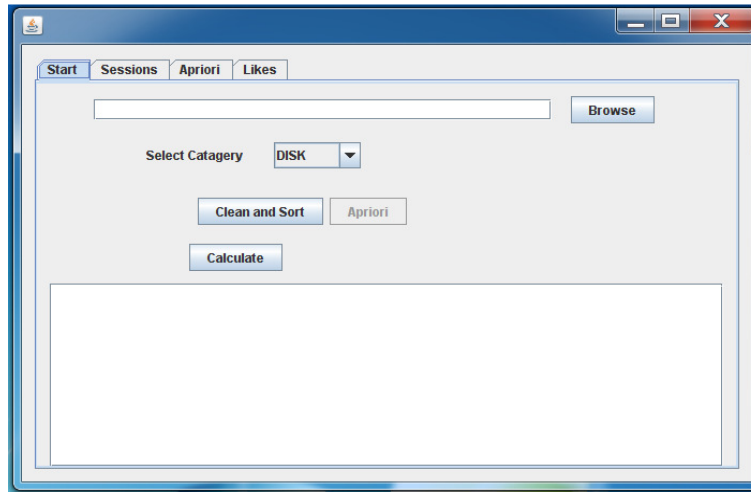 Start Sessions Apriori Likes
Browse
Select Catagery DISK
Clean and Sort Apriori
Calculate